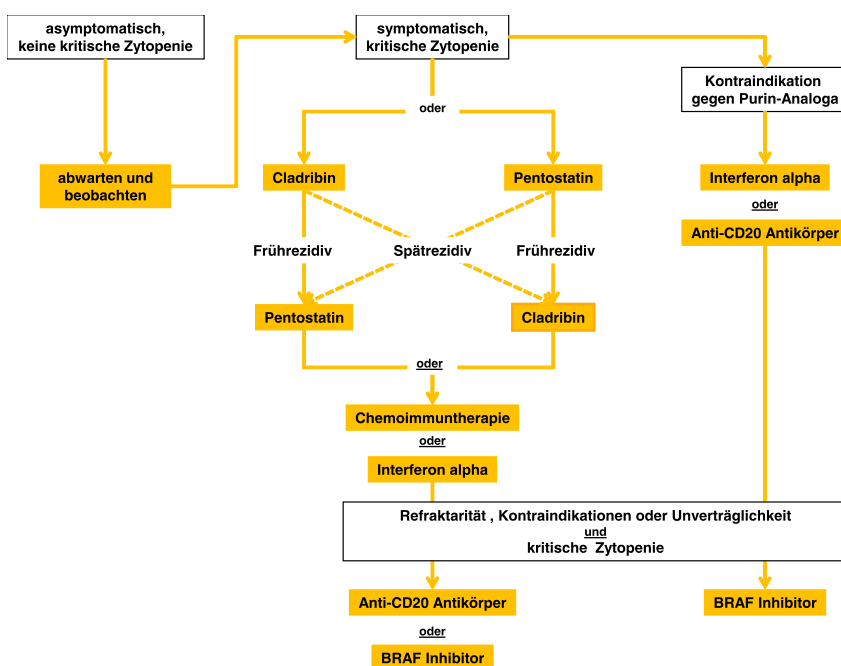 asymptomatisch,
keine kritische Zytopenie
symptomatisch,
kritische Zytopenie
Kontraindikation
gegen Purin-Analoga
oder
abwarten und
beobachten
Cladribin
Pentostatin
Interferon alpha
oder
Anti-CD20 Antikörper
Frührezidiv
Spätrezidiv
Frührezidiv
Pentostatin
Cladribin
oder
Chemoimmuntherapie
oder
Interferon alpha
Refraktarität , Kontraindikationen oder Unverträglichkeit
und
kritische Zytopenie
Anti-CD20 Antikörper
BRAF Inhibitor
oder
BRAF Inhibitor